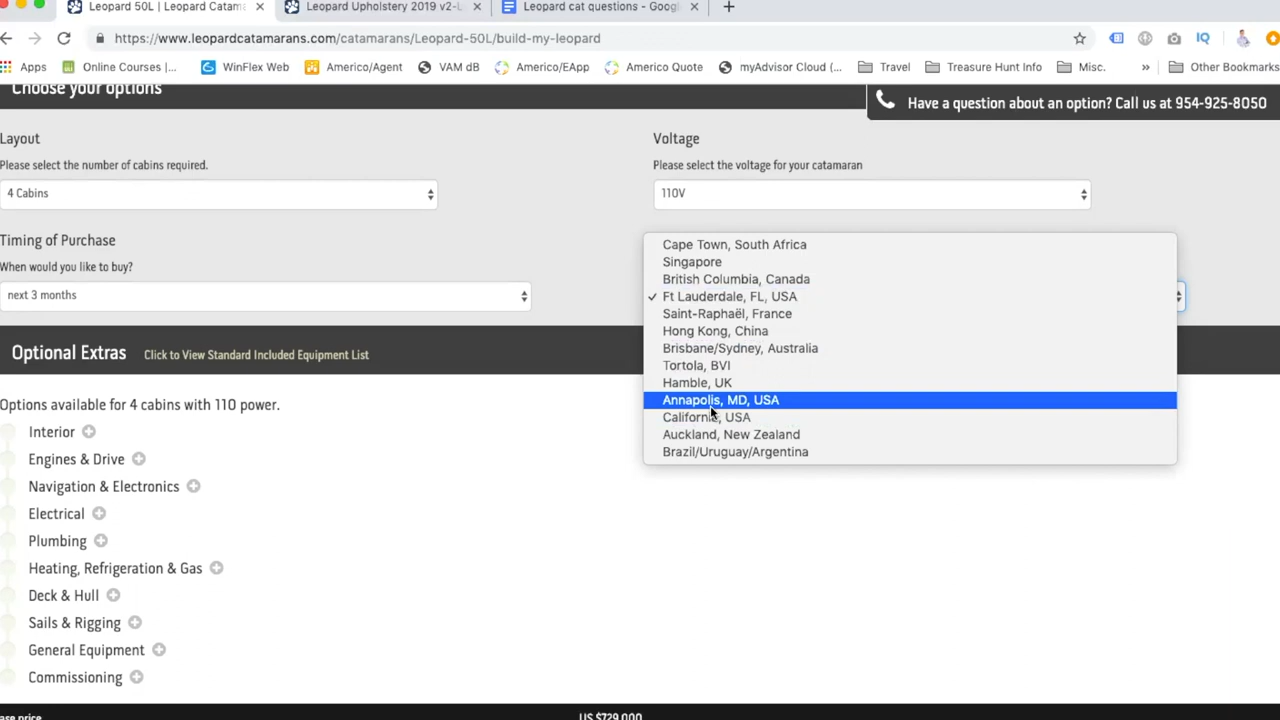 Leopard 50L | Leopard Catama
Leopard Upholstery 2019 v2-L
Leopard cat questions - Goog
https://www.leopardcatamarans.com/catamarans/Leopard-50L/build-my-leopard
Apps
Online Courses |...
WinFlex Web
Americo/Agent
VAM dB
Americo/EApp
Americo Quote
myAdvisor Cloud (...
Travel
Treasure Hunt Info
Misc.
»
Other Bookmarks
Choose your options
Have a question about an option? Call us at 954-925-8050
Layout
Please select the number of cabins required.
4 Cabins
Voltage
Please select the voltage for your catamaran
110V
Timing of Purchase
When would you like to buy?
next 3 months
Cape Town, South Africa
Singapore
British Columbia, Canada
✓ Ft Lauderdale, FL, USA
Saint-Raphaël, France
Hong Kong, China
Brisbane/Sydney, Australia
Tortola, BVI
Hamble, UK
Annapolis, MD, USA
California, USA
Auckland, New Zealand
Brazil/Uruguay/Argentina
Optional Extras Click to View Standard Included Equipment List
Options available for 4 cabins with 110 power.
Interior
Engines & Drive
Navigation & Electronics
Electrical
Plumbing
Heating, Refrigeration & Gas
Deck & Hull
Sails & Rigging
General Equipment
Commissioning
ase price
US $729,000